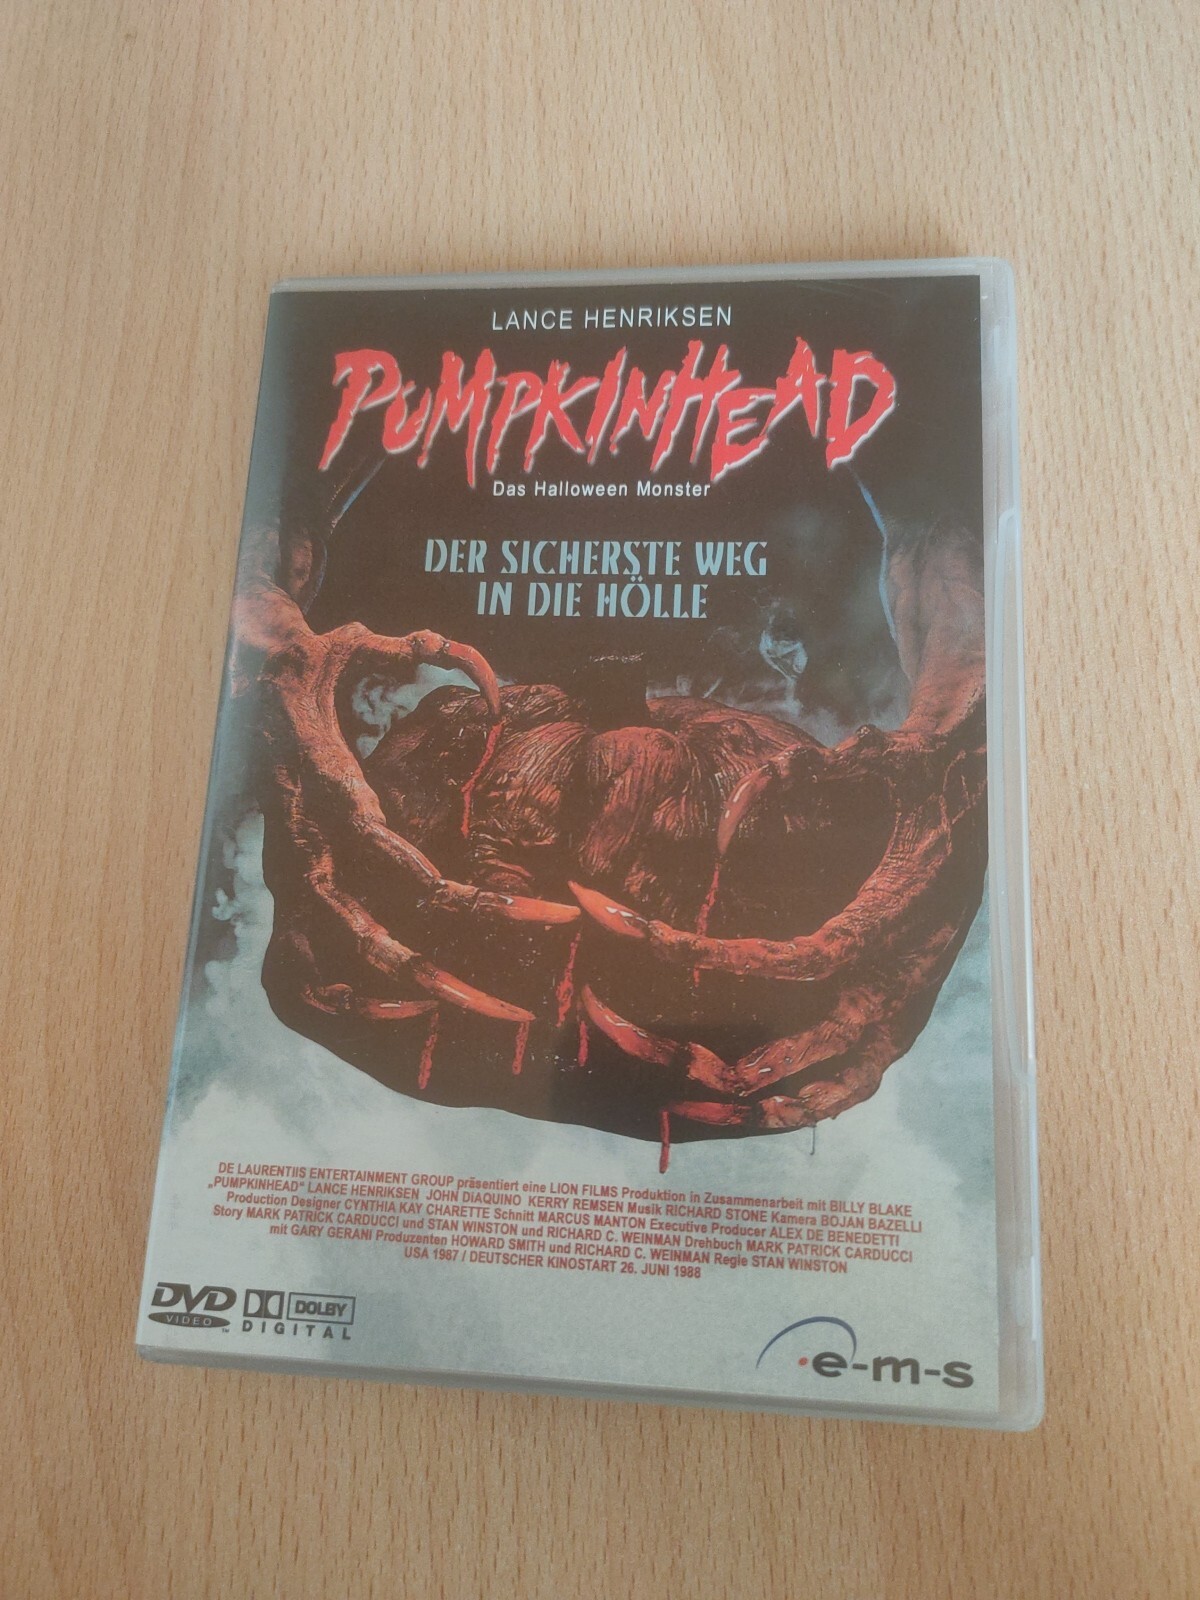 LANCE HENRIKSEN
PUMPKINHEAD
Das Halloween Monster
DER SICHERSTE WEG
IN DIE HÖLLE
DE LAURENTIIS ENTERTAINMENT GROUP präsentiert eine LION FILMS Produktion in Zusammenarbeit mit BILLY BLAKE
„PUMPKINHEAD“ LANCE HENRIKSEN JOHN DiAQUINO KERRY REMSEN Musik RICHARD STONE Kamera BOJAN BAZELLI
Production Designer CYNTHIA KAY CHARETTE Schnitt MARCUS MANTON Executive Producer ALEX DE BENEDETTI
Story MARK PATRICK CARDUCCI und STAN WINSTON und RICHARD C. WEINMAN Drehbuch MARK PATRICK CARDUCCI
mit GARY GERANI Produzenten HOWARD SMITH und RICHARD C. WEINMAN Regie STAN WINSTON
USA 1987 / DEUTSCHER KINOSTART 26. JUNI 1988
DVD
VIDEO
DOLBY
DIGITAL
e-m-s